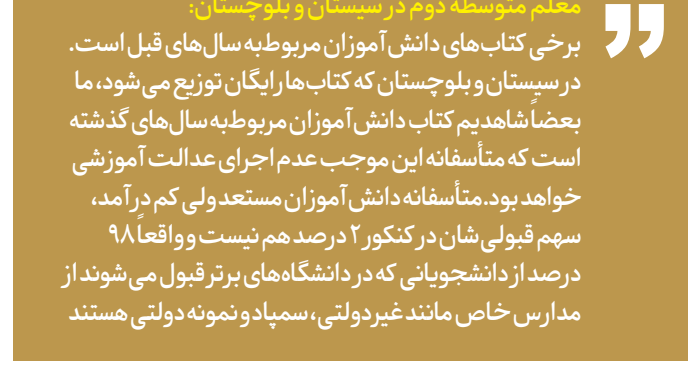 معلم متوسطه دوم در سیستان و بلوچستان:
برخی کتاب‌های دانش‌آموزان مربوط به سال‌های قبل است.
در سیستان و بلوچستان که کتاب‌ها رایگان توزیع می‌شود، ما
بعضاً شاهدیم کتاب دانش‌آموزان مربوط به سال‌های گذشته
است که متأسفانه این موجب عدم اجرای عدالت آموزشی
خواهد بود. متأسفانه دانش‌آموزان مستعد ولی کم درآمد،
سهم قبولی‌شان در کنکور ۲ درصد هم نیست و واقعاً ۹۸
درصد از دانشجویانی که در دانشگاه‌های برتر قبول می‌شوند از
مدارس خاص مانند غیردولتی، سمپاد و نمونه دولتی هستند